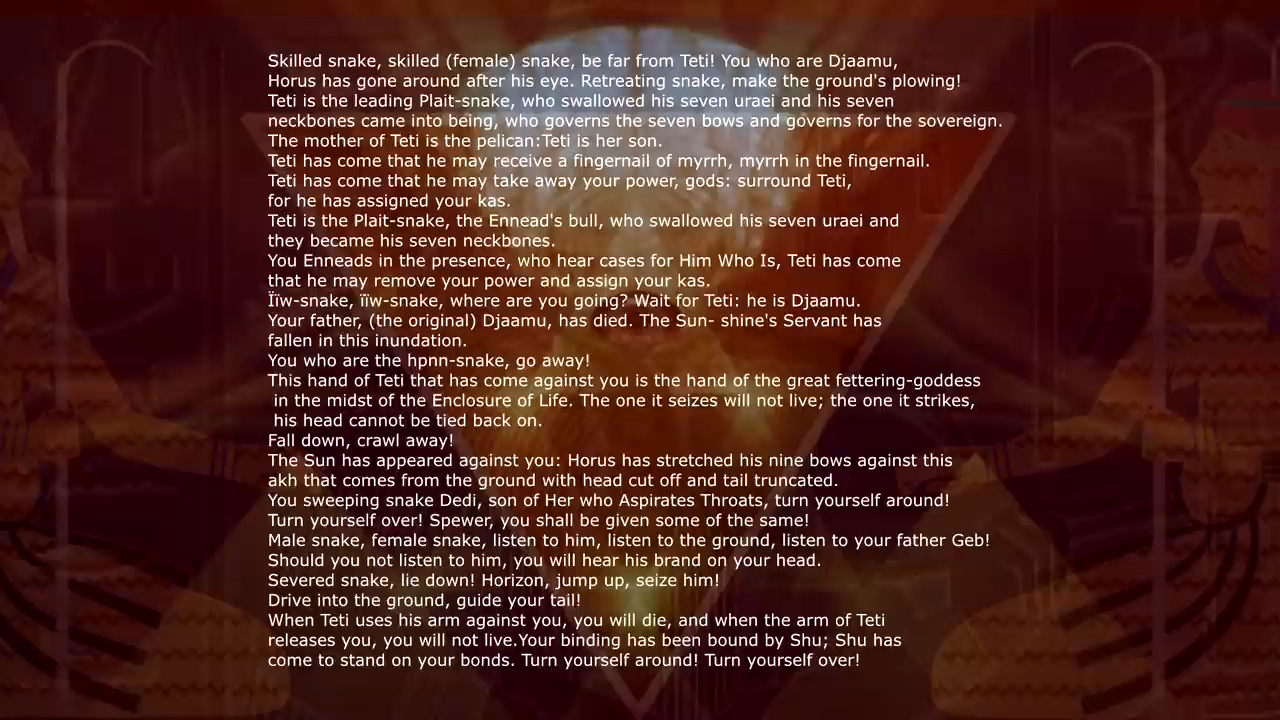 Skilled snake, skilled (female) snake, be far from Teti! You who are Djaamu,
Horus has gone around after his eye. Retreating snake, make the ground's plowing!
Teti is the leading Plait-snake, who swallowed his seven uraei and his seven
neckbones came into being, who governs the seven bows and governs for the sovereign.
The mother of Teti is the pelican:Teti is her son.
Teti has come that he may receive a fingernail of myrrh, myrrh in the fingernail.
Teti has come that he may take away your power, gods: surround Teti,
for he has assigned your kas.
Teti is the Plait-snake, the Ennead's bull, who swallowed his seven uraei and
they became his seven neckbones.
You Enneads in the presence, who hear cases for Him Who Is, Teti has come
that he may remove your power and assign your kas.
Ïïw-snake, ïïw-snake, where are you going? Wait for Teti: he is Djaamu.
Your father, (the original) Djaamu, has died. The Sun- shine's Servant has
fallen in this inundation.
You who are the hpnn-snake, go away!
This hand of Teti that has come against you is the hand of the great fettering-goddess
in the midst of the Enclosure of Life. The one it seizes will not live; the one it strikes,
his head cannot be tied back on.
Fall down, crawl away!
The Sun has appeared against you: Horus has stretched his nine bows against this
akh that comes from the ground with head cut off and tail truncated.
You sweeping snake Dedi, son of Her who Aspirates Throats, turn yourself around!
Turn yourself over! Spewer, you shall be given some of the same!
Male snake, female snake, listen to him, listen to the ground, listen to your father Geb!
Should you not listen to him, you will hear his brand on your head.
Severed snake, lie down! Horizon, jump up, seize him!
Drive into the ground, guide your tail!
When Teti uses his arm against you, you will die, and when the arm of Teti
releases you, you will not live.Your binding has been bound by Shu; Shu has
come to stand on your bonds. Turn yourself around! Turn yourself over!